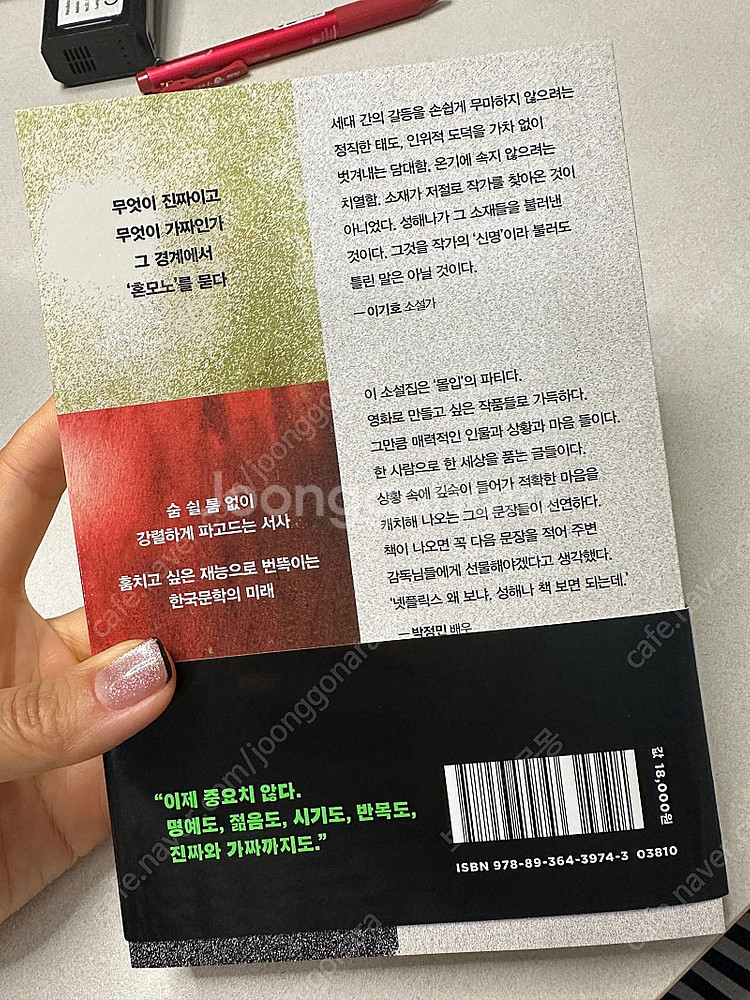 무엇이 진짜이고
무엇이 가짜인가
그 경계에서
‘혼모노’를 묻다
세대 간의 갈등을 손쉽게 무마하지 않으려는
정직한 태도, 인위적 도덕을 가차 없이
벗겨내는 담대함, 온기에 속지 않으려는
치열함. 소재가 저절로 작가를 찾아온 것이
아니었다. 성해나가 그 소재들을 불러낸
것이다. 그것을 작가의 ‘신명’이라 불러도
틀린 말은 아닐 것이다.
— 이기호 소설가
이 소설집은 ‘몰입’의 파티다.
영화로 만들고 싶은 작품들로 가득하다.
그만큼 매력적인 인물과 상황과 마음 들이다.
한 사람으로 한 세상을 품는 글들이다.
상황 속에 깊숙이 들어가 적확한 마음을
캐치해 나오는 그의 문장들이 선연하다.
책이 나오면 꼭 다음 문장을 적어 주변
감독님들에게 선물해야겠다고 생각했다.
‘넷플릭스 왜 보냐, 성해나 책 보면 되는데.’
— 박정민 배우
숨 쉴 틈 없이
강렬하게 파고드는 서사
훔치고 싶은 재능으로 번뜩이는
한국문학의 미래
“이제 중요치 않다.
명예도, 젊음도, 시기도, 반목도,
진짜와 가짜까지도.”
값 18,000원
ISBN 978-89-364-3974-3 03810